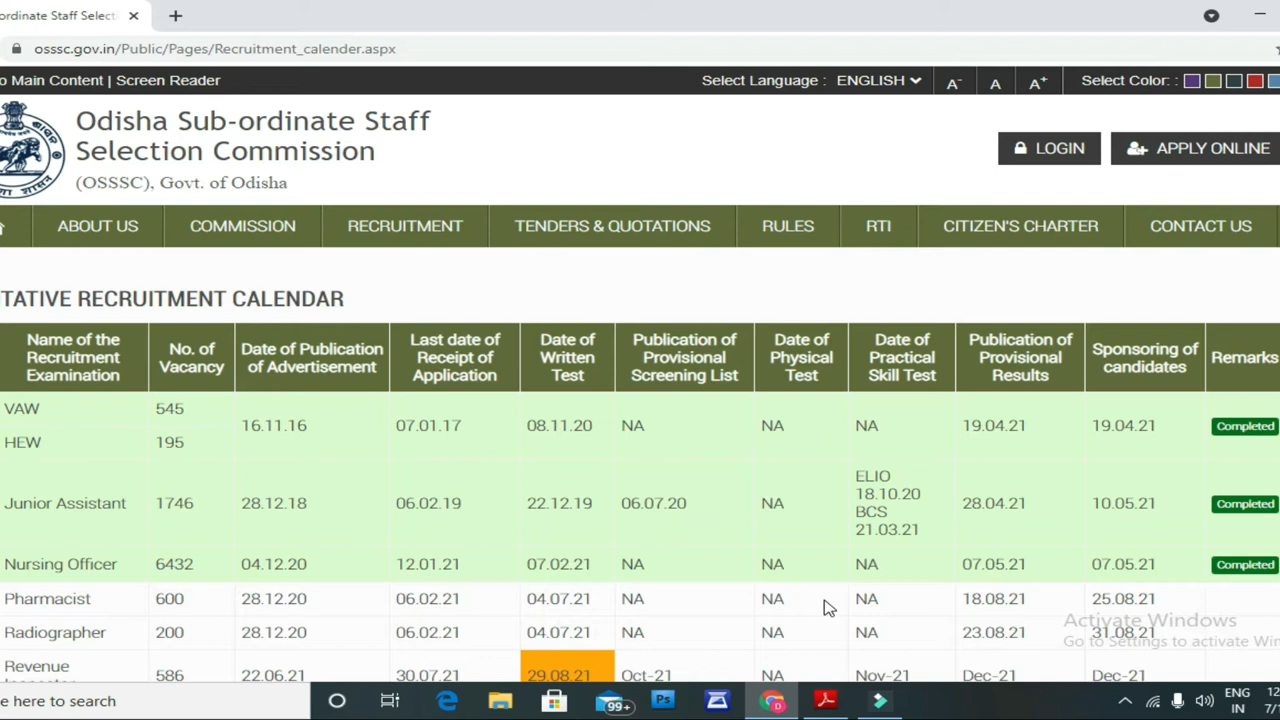 ordinate Staff Select
osssc.gov.in/Public/Pages/Recruitment_calender.aspx
o Main Content | Screen Reader
Select Language : ENGLISH
A- A A+
Select Color: :
Odisha Sub-ordinate Staff
Selection Commission
(OSSSC), Govt. of Odisha
LOGIN
APPLY ONLINE
ABOUT US COMMISSION RECRUITMENT TENDERS & QUOTATIONS RULES RTI CITIZEN'S CHARTER CONTACT US
TATIVE RECRUITMENT CALENDAR
Name of the Recruitment Examination No. of Vacancy Date of Publication of Advertisement Last date of Receipt of Application Date of Written Test Publication of Provisional Screening List Date of Physical Test Date of Practical Skill Test Publication of Provisional Results Sponsoring of candidates Remarks
VAW 545 16.11.16 07.01.17 08.11.20 NA NA NA 19.04.21 19.04.21 Completed
HEW 195
Junior Assistant 1746 28.12.18 06.02.19 22.12.19 06.07.20 NA ELIO 18.10.20 BCS 21.03.21 28.04.21 10.05.21 Completed
Nursing Officer 6432 04.12.20 12.01.21 07.02.21 NA NA NA 07.05.21 07.05.21 Completed
Pharmacist 600 28.12.20 06.02.21 04.07.21 NA NA NA 18.08.21 25.08.21
Radiographer 200 28.12.20 06.02.21 04.07.21 NA NA NA 23.08.21 31.08.21
Revenue 586 22.06.21 30.07.21 29.08.21 Oct-21 NA Nov-21 Dec-21 Dec-21
Activate Windows
Go to Settings to activate Win
here to search
99+
Ps
ENG
IN
12
7/1